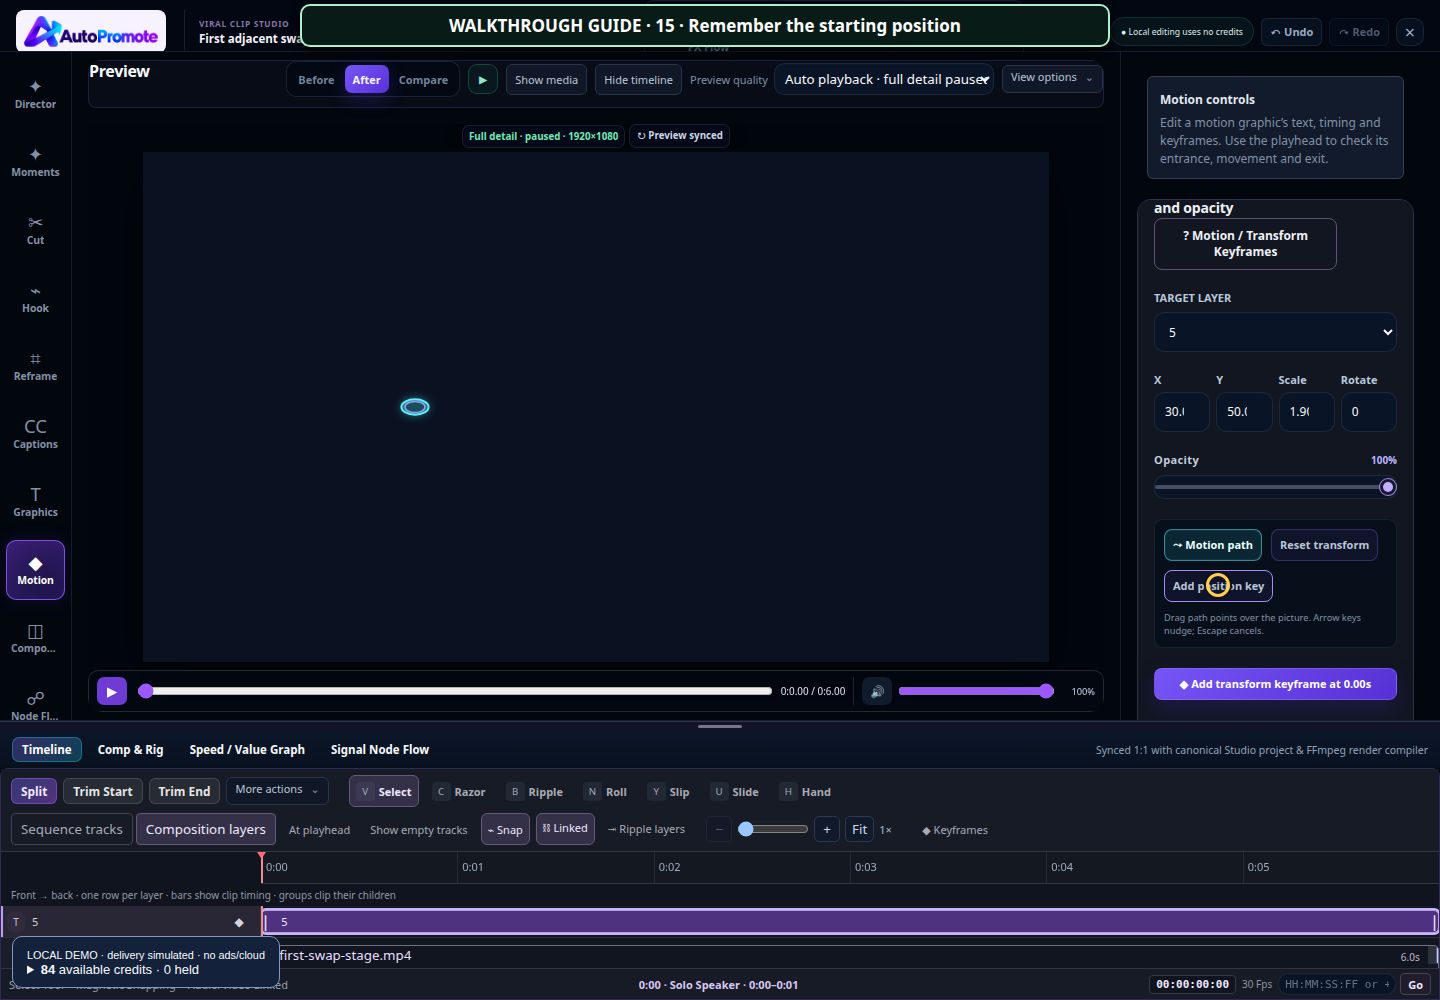 AutoPromote
VIRAL CLIP STUDIO
First adjacent swa
WALKTHROUGH GUIDE · 15 · Remember the starting position
● Local editing uses no credits
↶ Undo
↷ Redo
✕
Director
Moments
Cut
Hook
Reframe
CC
Captions
T
Graphics
Motion
Compo...
Node Fl...
Preview
Before
After
Compare
Show media
Hide timeline
Preview quality
Auto playback · full detail paused
View options
Full detail · paused · 1920×1080
↻ Preview synced
0:0.00 / 0:6.00
100%
Motion controls
Edit a motion graphic's text, timing and
keyframes. Use the playhead to check its
entrance, movement and exit.
and opacity
? Motion / Transform
Keyframes
TARGET LAYER
5
X
Y
Scale
Rotate
30.
50.
1.9
0
Opacity
100%
⤳ Motion path
Reset transform
Add position key
Drag path points over the picture. Arrow keys
nudge; Escape cancels.
◆ Add transform keyframe at 0.00s
Timeline
Comp & Rig
Speed / Value Graph
Signal Node Flow
Synced 1:1 with canonical Studio project & FFmpeg render compiler
Split
Trim Start
Trim End
More actions
V Select
C Razor
B Ripple
N Roll
Y Slip
U Slide
H Hand
Sequence tracks
Composition layers
At playhead
Show empty tracks
Snap
Linked
⇥ Ripple layers
−
+
Fit
1×
◆ Keyframes
0:00
0:01
0:02
0:03
0:04
0:05
Front → back · one row per layer · bars show clip timing · groups clip their children
T 5
5
first-swap-stage.mp4
6.0s
LOCAL DEMO · delivery simulated · no ads/cloud
▶ 84 available credits · 0 held
0:00 · Solo Speaker · 0:00–0:01
00:00:00:00
30 Fps
HH:MM:SS:FF or +
Go